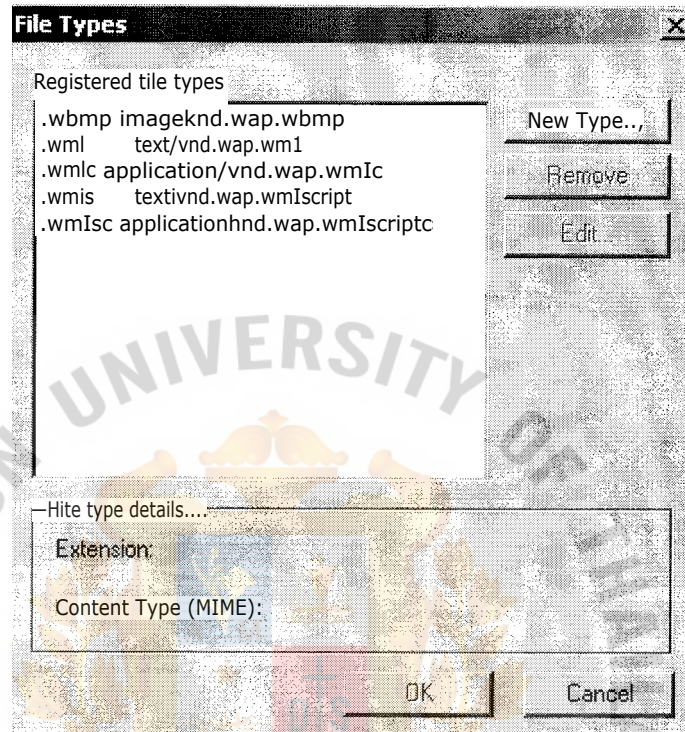 File Types
Registered tile types
.wbmp imageknd.wap.wbmp
.wml text/vnd.wap.wm1
.wmlc application/vnd.wap.wmIc
.wmis textivnd.wap.wmIscript
.wmIsc applicationhnd.wap.wmIscriptc
New Type..,
Remove
Edit...
Hite type details....
Extension:
Content Type (MIME):
OK
Cancel
UNIVERSITY OF THAI